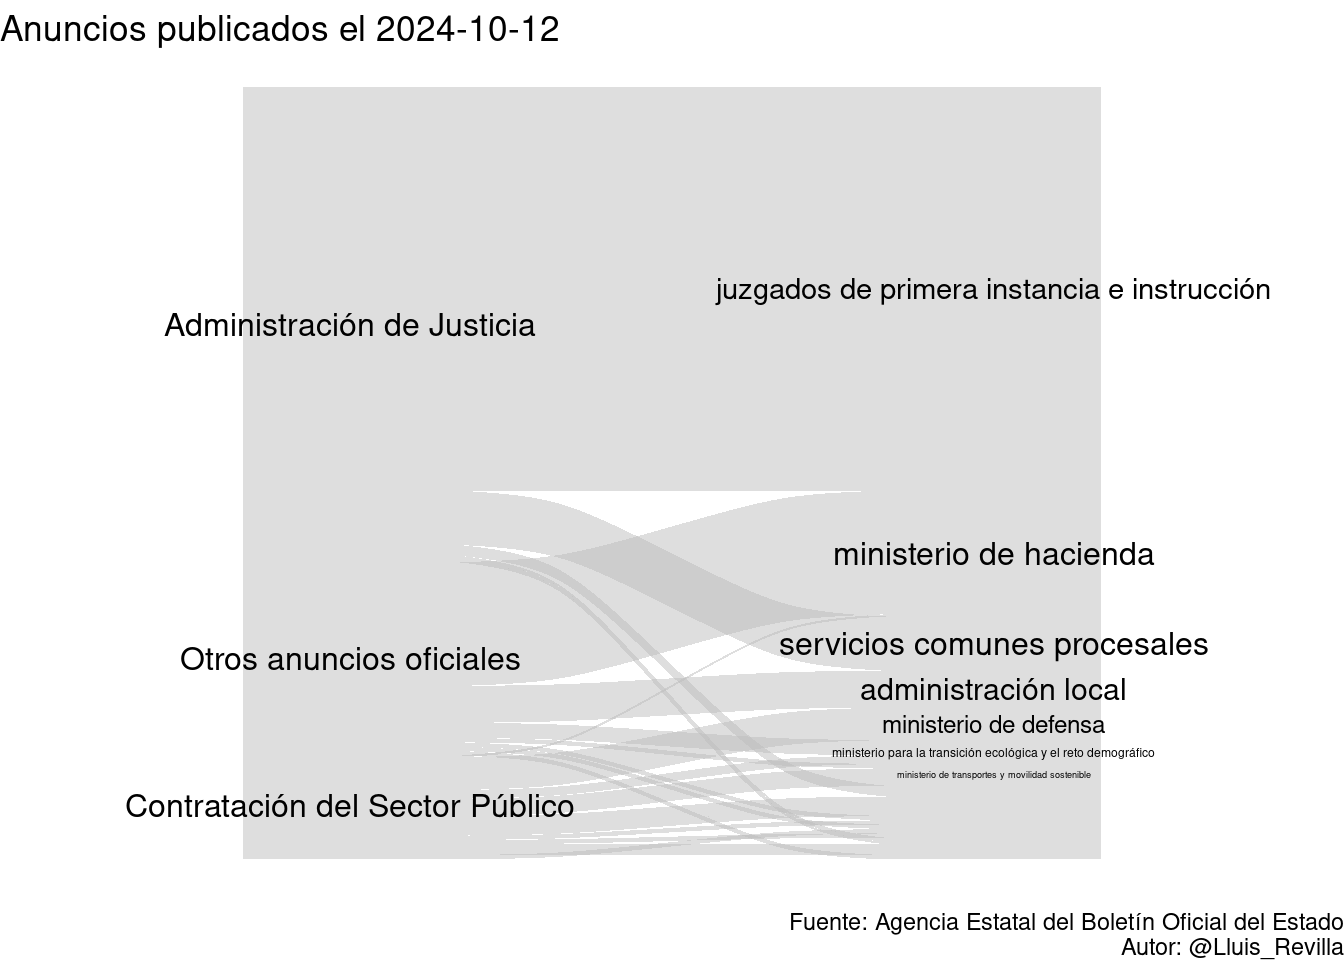 Anuncios publicados el 2024-10-12
juzgados de primera instancia e instrucción
Administración de Justicia
ministerio de hacienda
servicios comunes procesales
Otros anuncios oficiales
administración local
ministerio de defensa
ministerio para la transición ecológica y el reto demográfico
ministerio de transportes y movilidad sostenible
Contratación del Sector Público
Fuente: Agencia Estatal del Boletín Oficial del Estado
Autor: @Lluis_Revilla